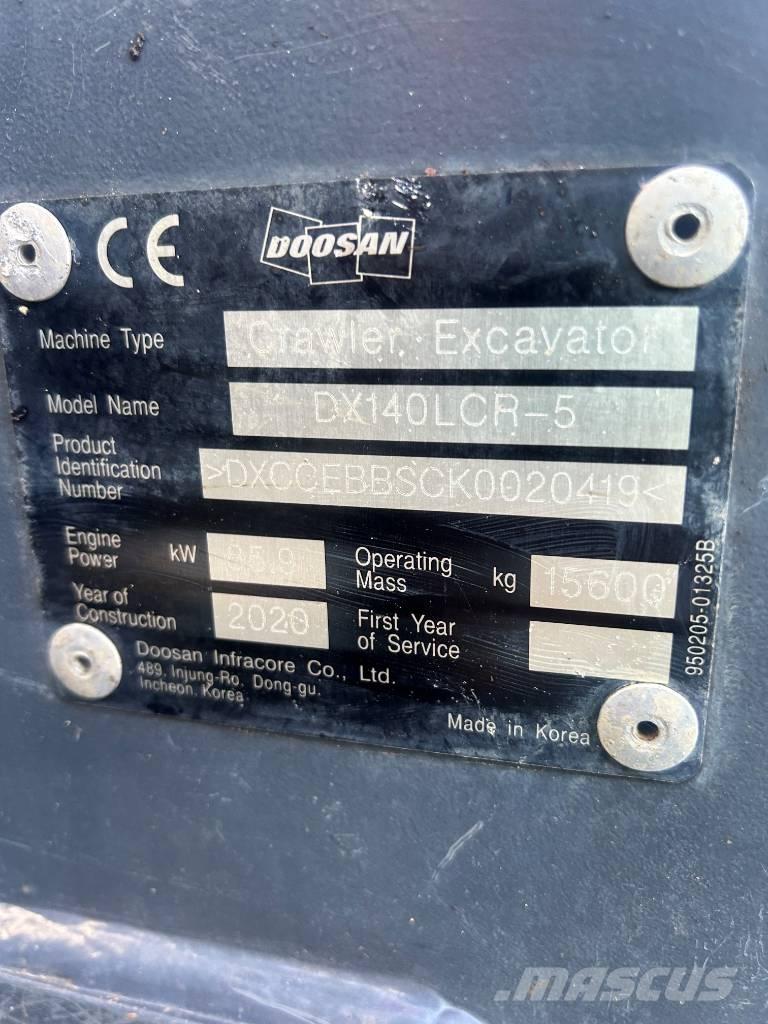 CE DOOSAN
Machine Type Crawler Excavator
Model Name DX140LCR-5
Product
Identification
Number >DXCCEBBSCK0020419<
Engine
Power kW 85.9
Operating
Mass kg 15600
Year of
Construction 2020
First Year
of Service
Doosan Infracore Co., Ltd.
489, Injung-Ro, Dong-gu,
Incheon, Korea
Made in Korea
950205-01325B
MASCUS